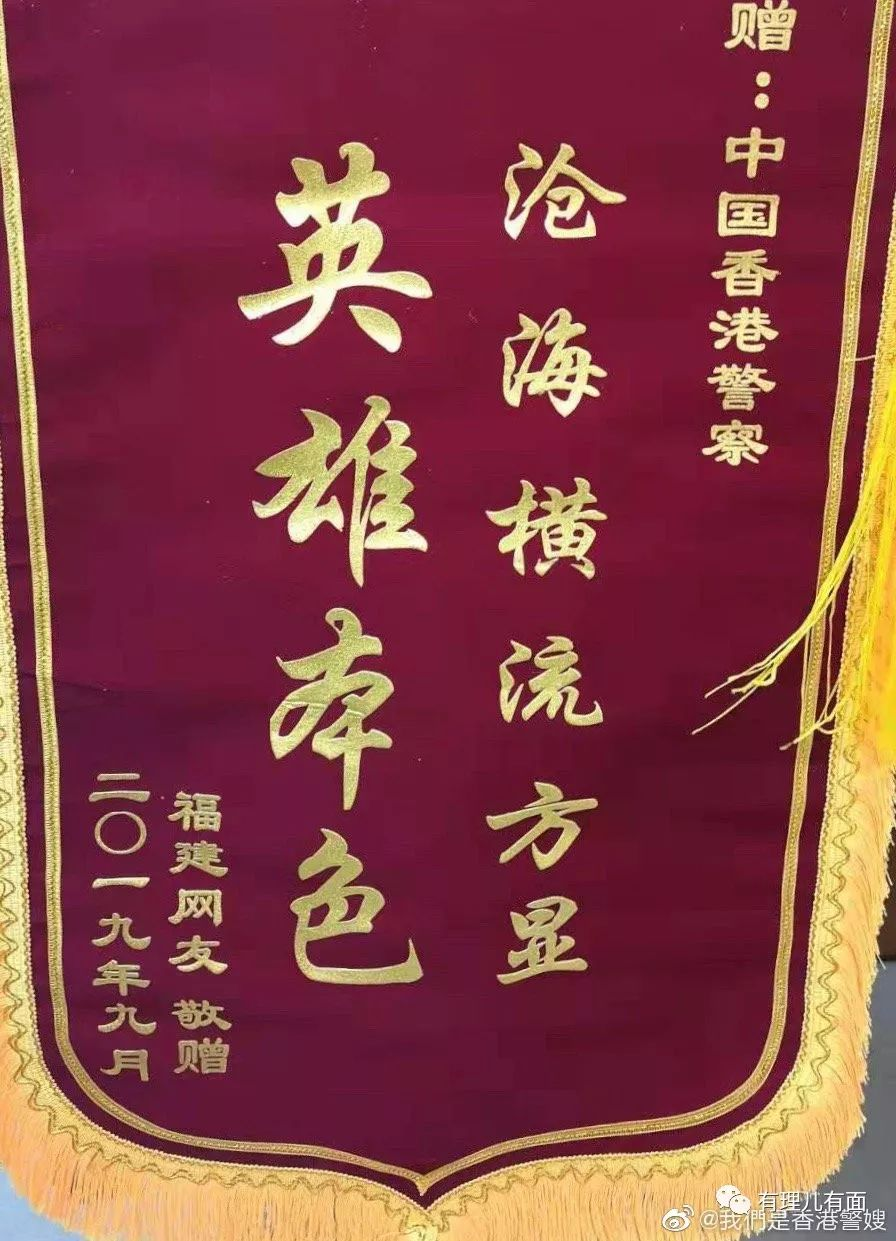 赠：中国香港警察
沧海横流方显
英雄本色
福建网友 敬赠
二〇一九年九月
有理儿有面
@我們是香港警嫂